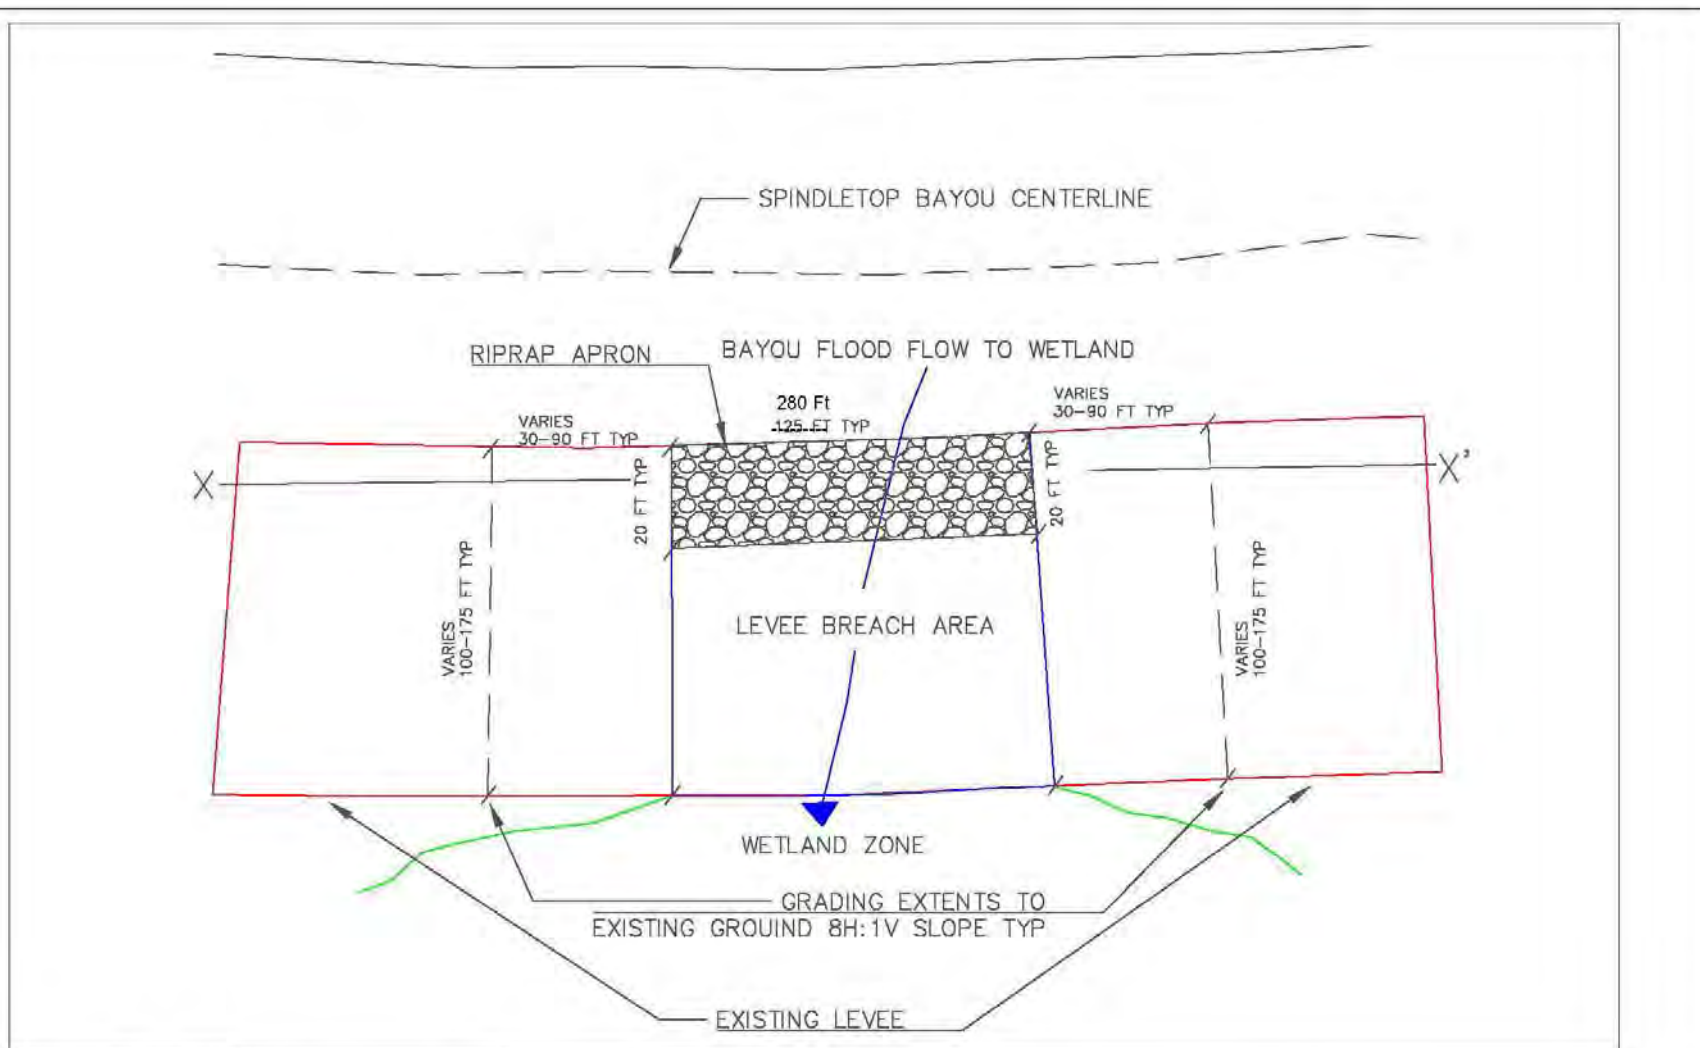 SPINDLETOP BAYOU CENTERLINE
RIPRAP APRON
BAYOU FLOOD FLOW TO WETLAND
280 Ft
125 FT TYP
VARIES
30-90 FT TYP
VARIES
30-90 FT TYP
X
X'
20 FT TYP
20 FT TYP
VARIES
100-175 FT TYP
LEVEE BREACH AREA
VARIES
100-175 FT TYP
WETLAND ZONE
GRADING EXTENTS TO
EXISTING GROUND 8H:1V SLOPE TYP
EXISTING LEVEE